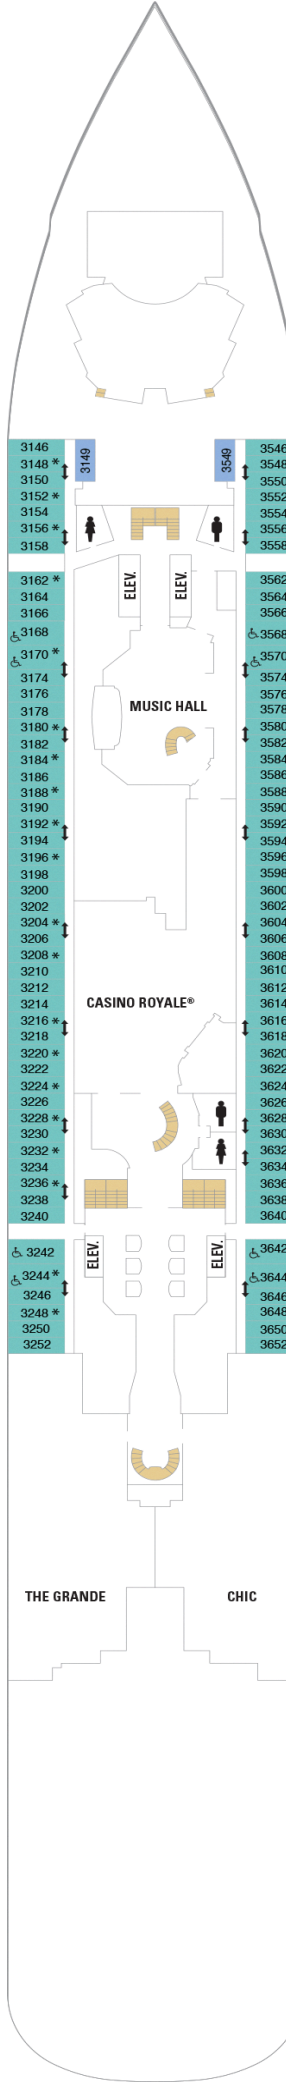 3146 3149 3549 3546
3148 * 3548
3150 3550
3152 * 3552
3154 3554
3156 * 3556
3158 3558
ELEV. ELEV.
3162 * 3562
3164 3564
3166 3566
3168 3568
3170 * 3570
3174 3574
3176 3576
3178 MUSIC HALL 3578
3180 * 3580
3182 3582
3184 * 3584
3186 3586
3188 * 3588
3190 3590
3192 * 3592
3194 3594
3196 * 3596
3198 3598
3200 3600
3202 3602
3204 * 3604
3206 3606
3208 * 3608
3210 3610
3212 3612
3214 CASINO ROYALE® 3614
3216 * 3616
3218 3618
3220 * 3620
3222 3622
3224 * 3624
3226 3626
3228 * 3628
3230 3630
3232 * 3632
3234 3634
3236 * 3636
3238 3638
3240 3640
3242 ELEV. ELEV. 3642
3244 * 3644
3246 3646
3248 * 3648
3250 3650
3252 3652
THE GRANDE CHIC